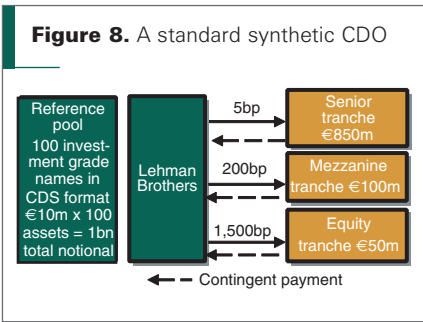 Figure 8. A standard synthetic CDO
Reference
pool
100 invest-
ment grade
names in
CDS format
€10m x 100
assets = 1bn
total notional
Lehman
Brothers
5bp
Senior
tranche
€850m
200bp
Mezzanine
tranche €100m
1,500bp
Equity
tranche €50m
Contingent payment